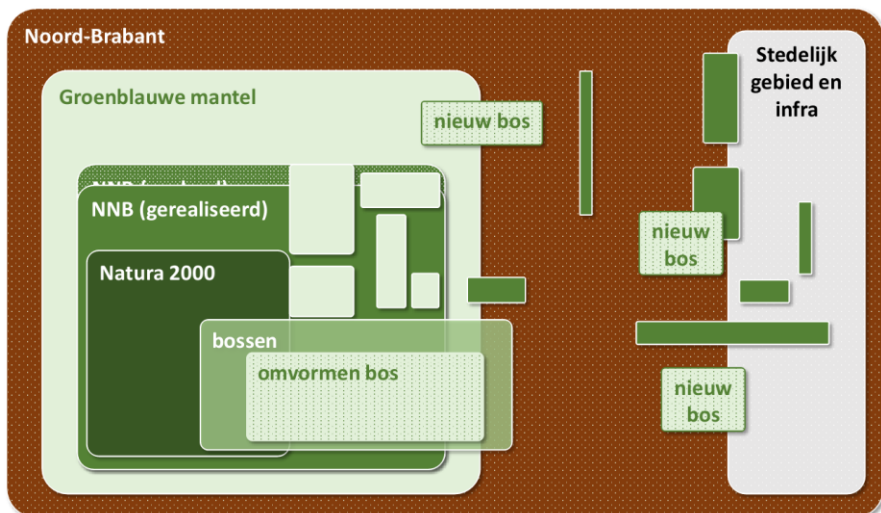 Noord-Brabant
Stedelijk
gebied en
infra
Groenblauwe mantel
nieuw bos
NNB (gerealiseerd)
nieuw
bos
Natura 2000
bossen
omvormen bos
nieuw
bos